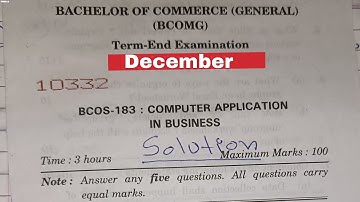 BACHELOR OF COMMERCE (GENERAL)
(BCOMG)
Term-End Examination
December
10332
BCOS-183 : COMPUTER APPLICATION
IN BUSINESS
Solution
Time : 3 hours Maximum Marks : 100
Note : Answer any five questions. All questions carry
equal marks.